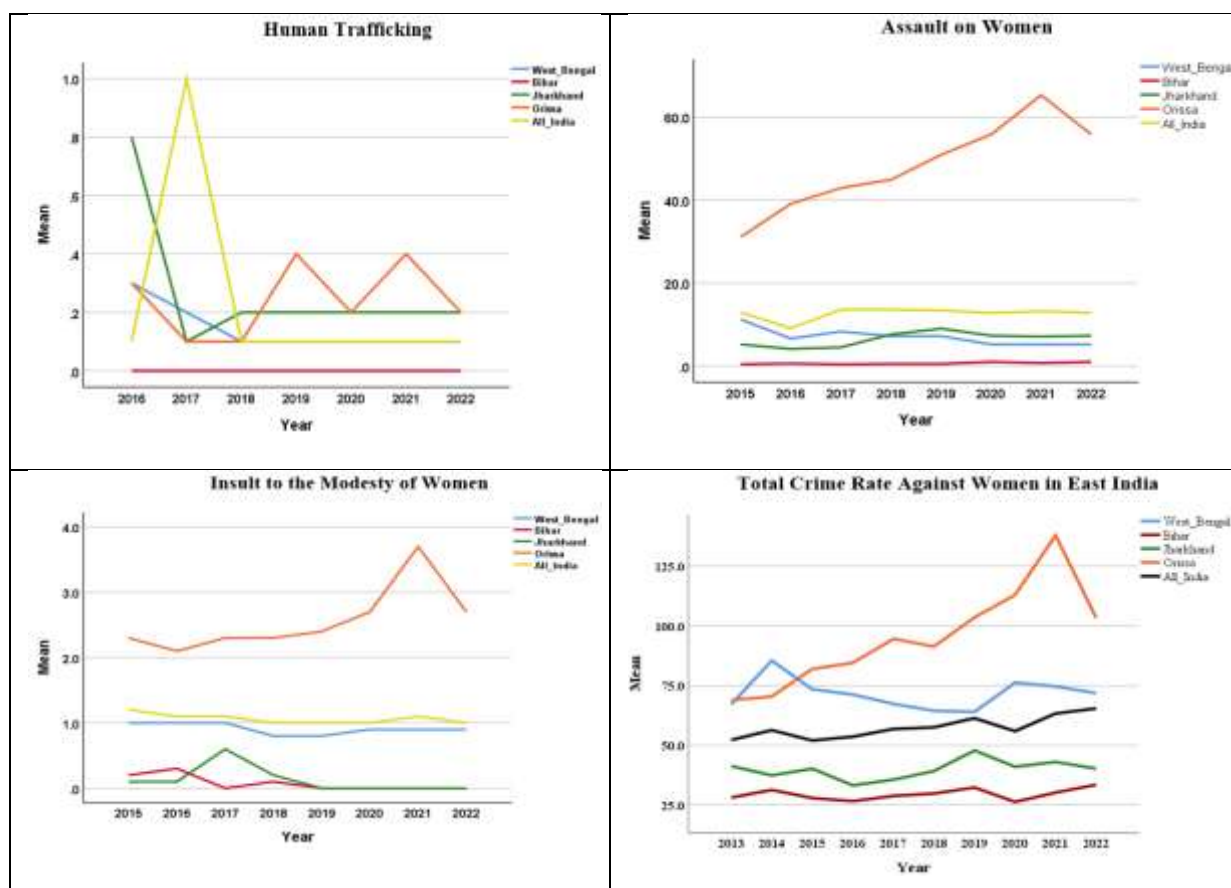 Human Trafficking
West_Bengal
Bihar
Jharkhand
Orissa
All_India
1.0
.8
.6
.4
.2
.0
Mean
2016 2017 2018 2019 2020 2021 2022
Year
Assault on Women
West_Bengal
Bihar
Jharkhand
Orissa
All_India
60.0
40.0
20.0
.0
Mean
2015 2016 2017 2018 2019 2020 2021 2022
Year
Insult to the Modesty of Women
West_Bengal
Bihar
Jharkhand
Orissa
All_India
4.0
3.0
2.0
1.0
.0
Mean
2015 2016 2017 2018 2019 2020 2021 2022
Year
Total Crime Rate Against Women in East India
West_Bengal
Bihar
Jharkhand
Orissa
All_India
125.0
100.0
75.0
50.0
25.0
Mean
2013 2014 2015 2016 2017 2018 2019 2020 2021 2022
Year